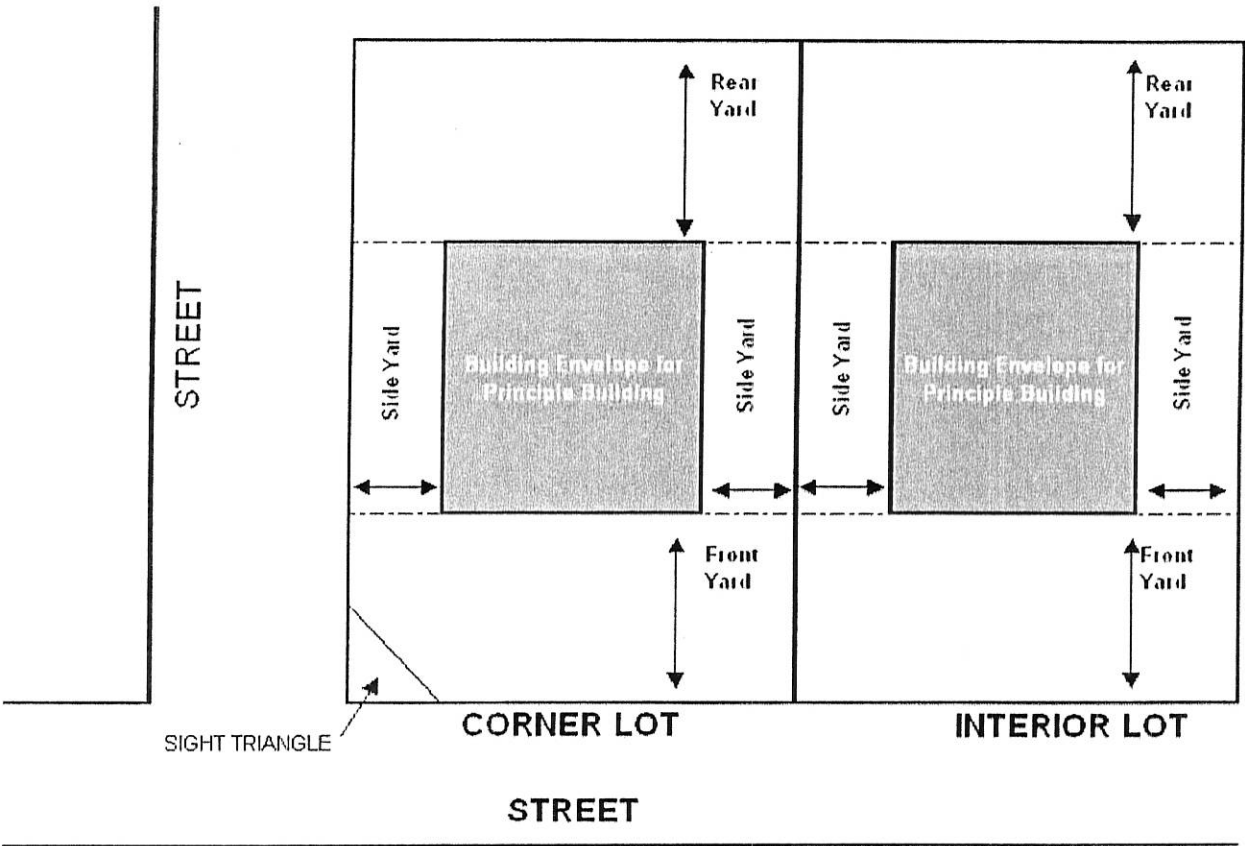 Rear
Yard
Rear
Yard
STREET
Side Yard
Building Envelope for
Principle Building
Side Yard
Side Yard
Building Envelope for
Principle Building
Side Yard
Front
Yard
Front
Yard
SIGHT TRIANGLE
CORNER LOT
INTERIOR LOT
STREET